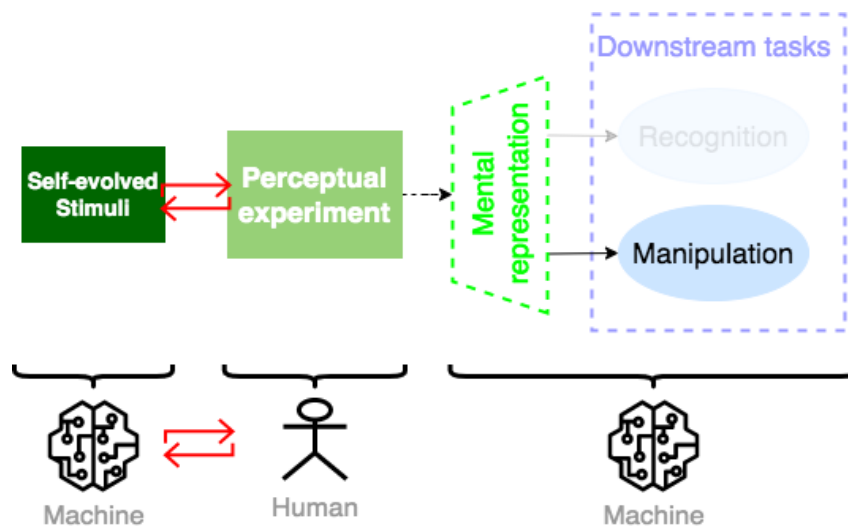 Downstream tasks
Self-evolved
Stimuli
Perceptual
experiment
Mental
representation
Recognition
Manipulation
Machine
Human
Machine